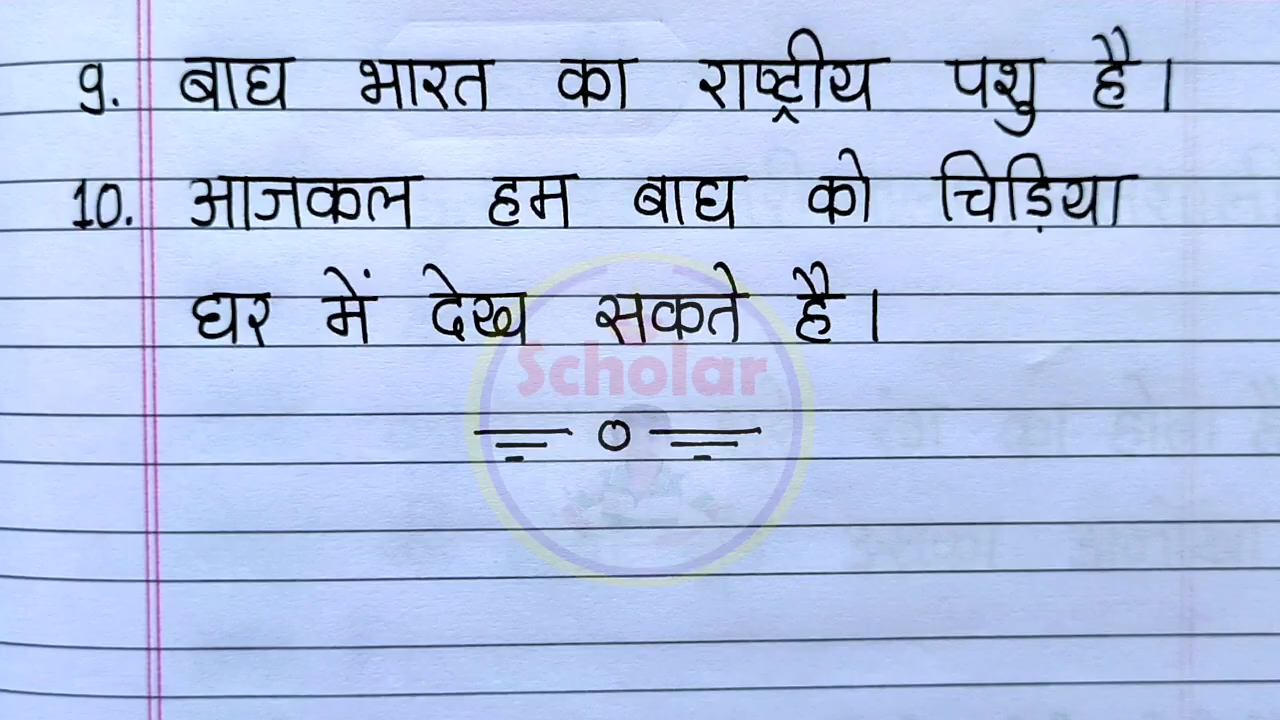 9. बाघ भारत का राष्ट्रीय पशु है।
10. आजकल हम बाघ को चिड़िया
घर में देख सकते है।
Scholar